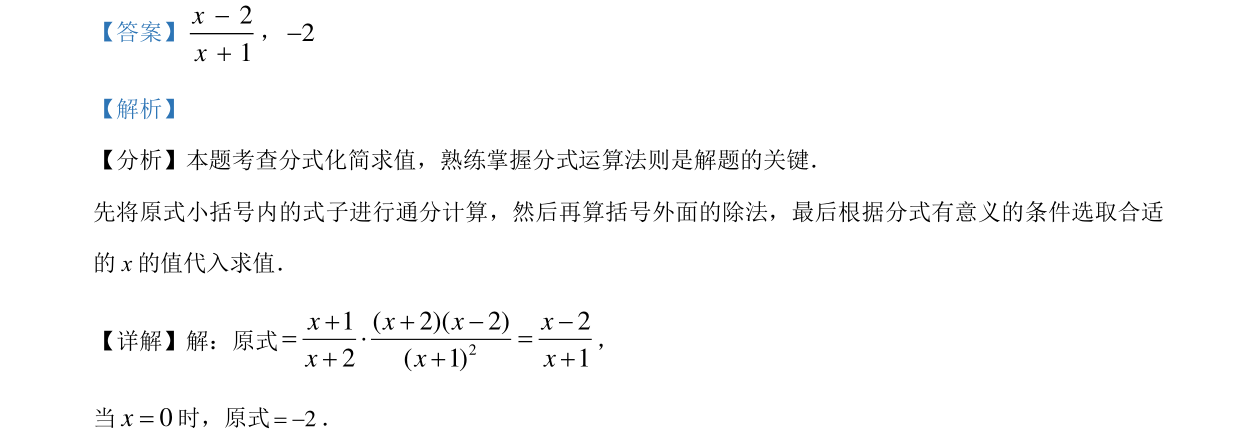 【答案】$\frac{x-2}{x+1}$，$-2$
【解析】
【分析】本题考查分式化简求值，熟练掌握分式运算法则是解题的关键．
先将原式小括号内的式子进行通分计算，然后再算括号外面的除法，最后根据分式有意义的条件选取合适
的 $x$ 的值代入求值．
【详解】解：原式$=\frac{x+1}{x+2}\cdot\frac{(x+2)(x-2)}{(x+1)^2}=\frac{x-2}{x+1}$，
当 $x=0$ 时，原式$=-2$．